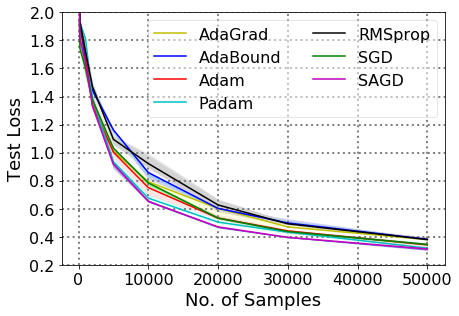 2.0
1.8
1.6
1.4
1.2
1.0
0.8
0.6
0.4
0.2
Test Loss
AdaGrad
AdaBound
Adam
Padam
RMSprop
SGD
SAGD
0 10000 20000 30000 40000 50000
No. of Samples